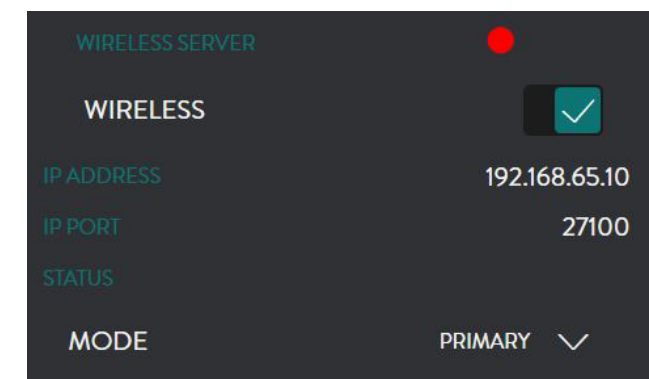 WIRELESS SERVER
WIRELESS
IP ADDRESS 192.168.65.10
IP PORT 27100
STATUS
MODE PRIMARY